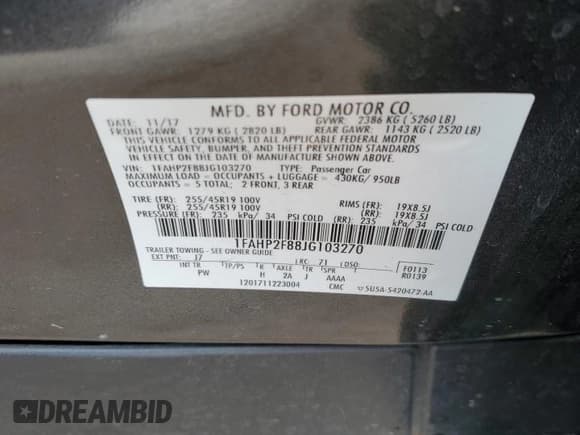 MFD. BY FORD MOTOR CO.
DATE: 11/17 GVWR: 2386 KG ( 5260 LB)
FRONT GAWR: 1279 KG ( 2820 LB) REAR GAWR: 1143 KG ( 2520 LB)
THIS VEHICLE CONFORMS TO ALL APPLICABLE FEDERAL MOTOR
VEHICLE SAFETY, BUMPER, AND THEFT PREVENTION STANDARDS
IN EFFECT ON THE DATE OF MANUFACTURE SHOWN ABOVE.
VIN: 1FAHP2F88JG103270 TYPE: Passenger Car
MAXIMUM LOAD = OCCUPANTS + LUGGAGE = 430KG/ 950LB
OCCUPANTS = 5 TOTAL; 2 FRONT, 3 REAR
TIRE (FR): 255/45R19 100V RIMS (FR): 19X8.5J
(RR): 255/45R19 100V (RR): 19X8.5J
PRESSURE (FR): 235 kPa/ 34 PSI COLD (RR): 235 kPa/ 34 PSI COLD
1FAHP2F88JG103270
TRAILER TOWING - SEE OWNER GUIDE
EXT PNT: J7 RC: 71 DSO:
F0113
R0139
INT TR TP/PS R AXLE TR SPR
PW H 2A J AAAA
1201711223004 CMC
5U5A-5420472-AA
DREAMBID